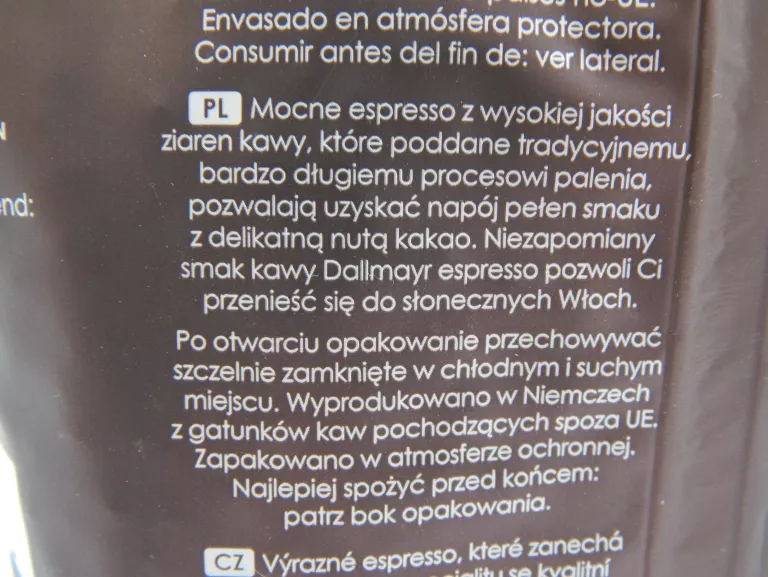 Envasado en atmósfera protectora.
Consumir antes del fin de: ver lateral.
PL Mocne espresso z wysokiej jakości
ziaren kawy, które poddane tradycyjnemu,
bardzo długiemu procesowi palenia,
pozwalają uzyskać napój pełen smaku
z delikatną nutą kakao. Niezapomiany
smak kawy Dallmayr espresso pozwoli Ci
przenieść się do słonecznych Włoch.
Po otwarciu opakowanie przechowywać
szczelnie zamknięte w chłodnym i suchym
miejscu. Wyprodukowano w Niemczech
z gatunków kaw pochodzących spoza UE.
Zapakowano w atmosferze ochronnej.
Najlepiej spożyć przed końcem:
patrz bok opakowania.
CZ Výrazné espresso, které zanechá
se kvalitní